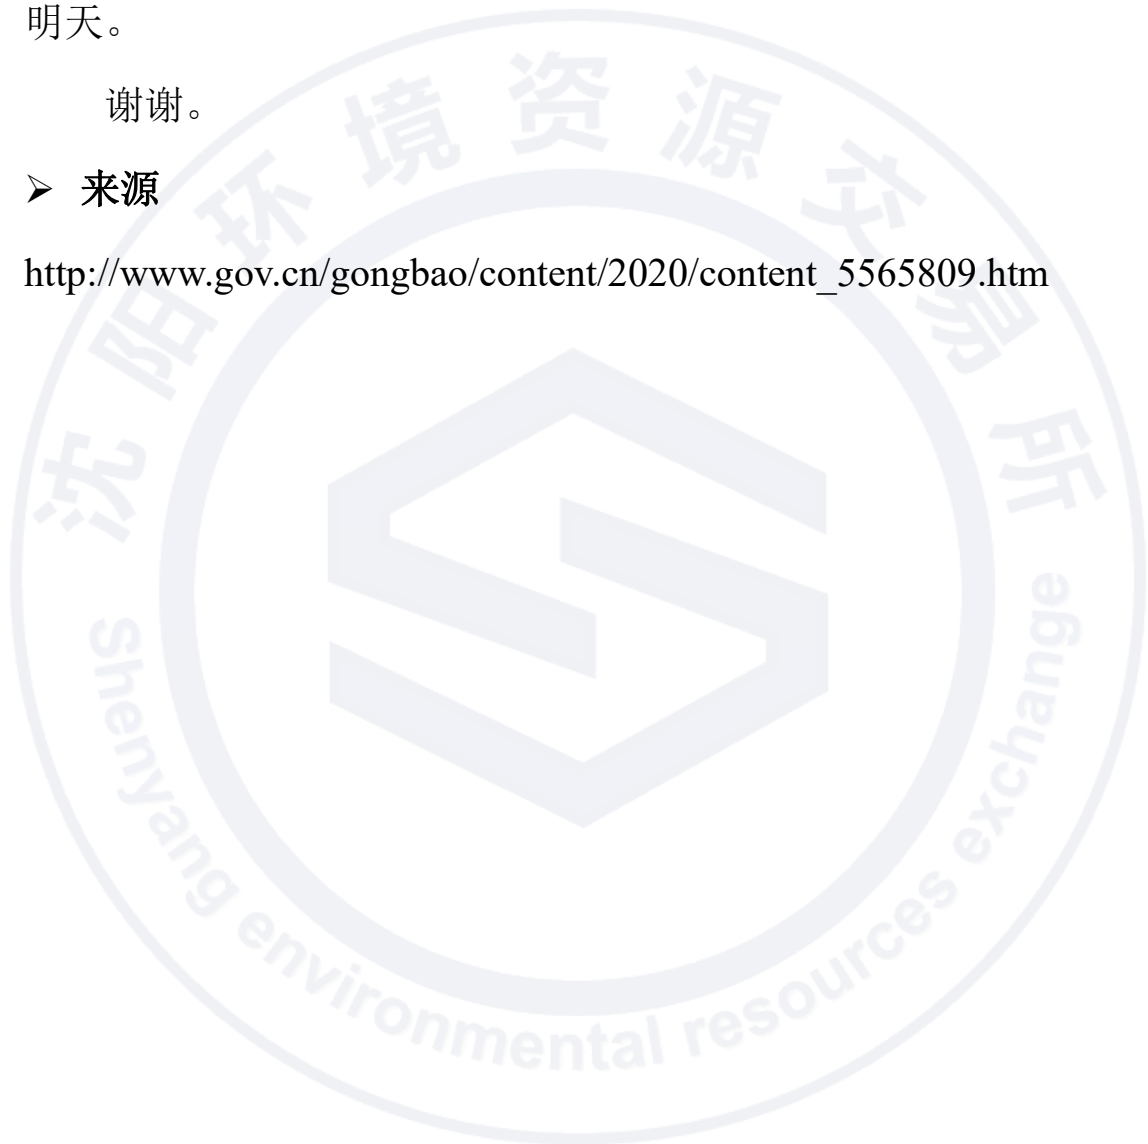 明天。
谢谢。
➢ 来源
http://www.gov.cn/gongbao/content/2020/content_5565809.htm
沈阳环境资源交易所
Shenyang environmental resources exchange